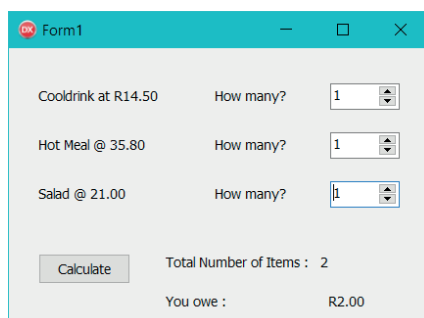 DX Form1
Cooldrink at R14.50 How many? 1
Hot Meal @ 35.80 How many? 1
Salad @ 21.00 How many? 1
Calculate Total Number of Items : 2
You owe : R2.00